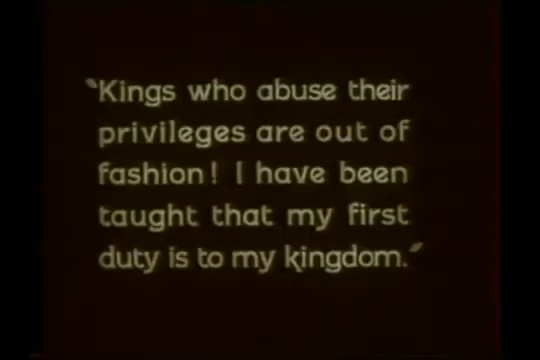 “Kings who abuse their
privileges are out of
fashion! I have been
taught that my first
duty is to my kingdom.”